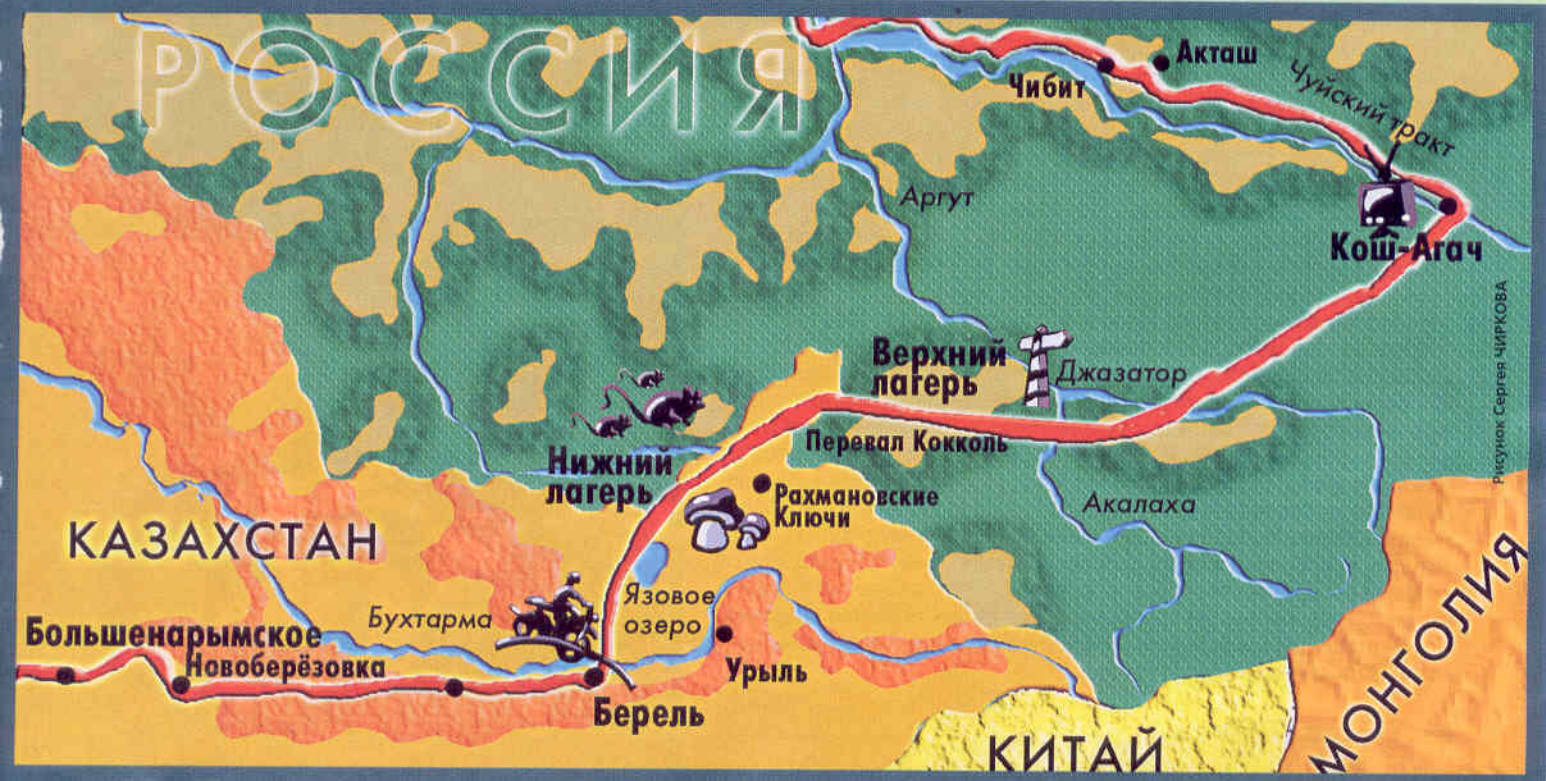 РОССИЯ
Акташ
Чибит
Чуйский тракт
Аргут
Кош-Агач
Рисунок Сергея ЧИРКОВА
Верхний
лагерь
Джазатор
Перевал Кокколь
Нижний
лагерь
Рахмановские
Ключи
Акалаха
КАЗАХСТАН
Язовое
озеро
Бухтарма
Большенарымское
Новоберёзовка
Урыль
Берель
КИТАЙ
МОНГОЛИЯ